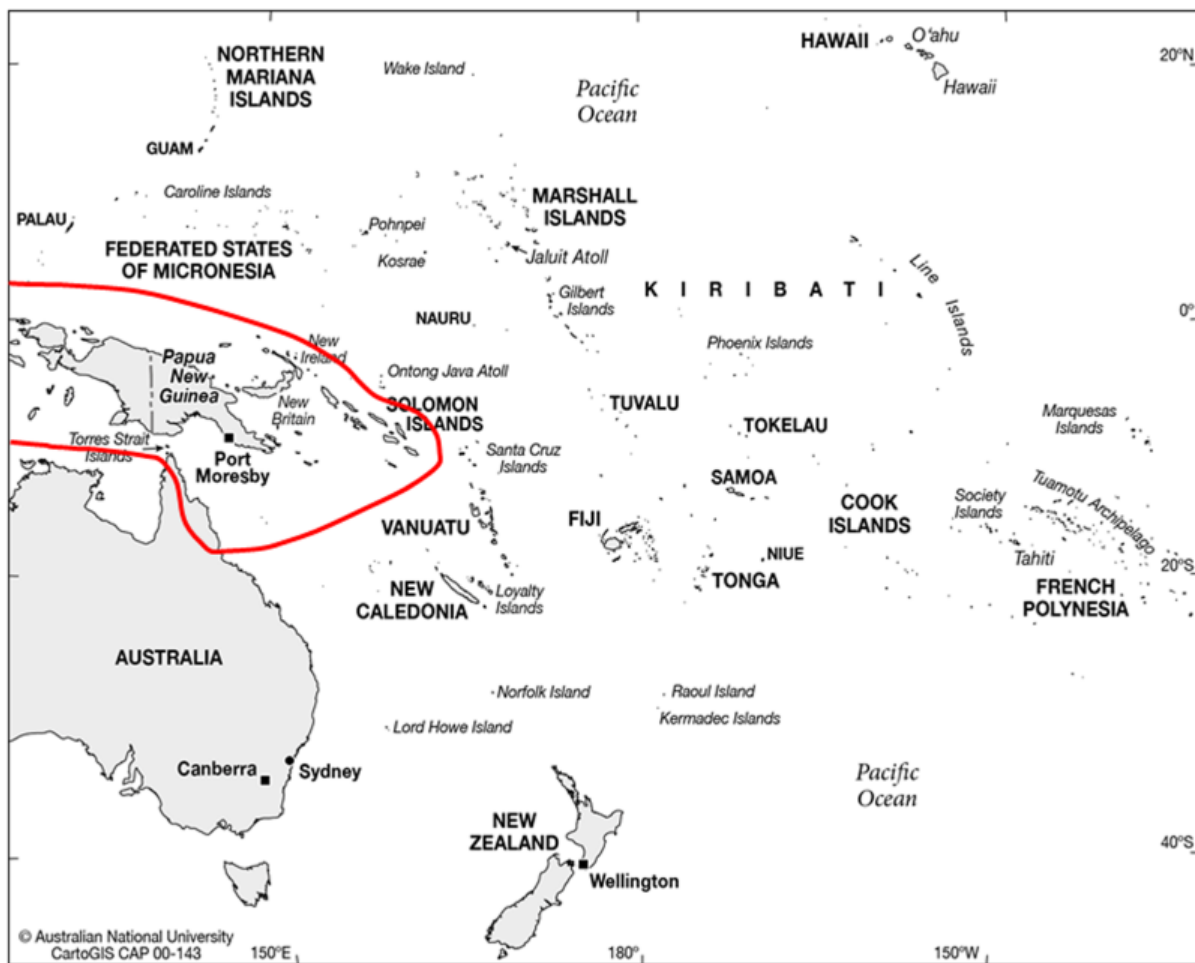 NORTHERN
MARIANA
ISLANDS
Wake Island
Pacific
Ocean
HAWAII
O'ahu
Hawaii
20°N
GUAM
Caroline Islands
PALAU
FEDERATED STATES
OF MICRONESIA
Pohnpei
Kosrae
MARSHALL
ISLANDS
Jaluit Atoll
Gilbert
Islands
KIRIBATI
Line Islands
NAURU
0°
Phoenix Islands
Papua
New
Guinea
New
Ireland
New
Britain
Ontong Java Atoll
SOLOMON
ISLANDS
TUVALU
TOKELAU
Marquesas
Islands
Torres Strait
Islands
Port
Moresby
Santa Cruz
Islands
SAMOA
VANUATU
FIJI
COOK
ISLANDS
Society
Islands
Tuamotu Archipelago
Tahiti
NIUE
TONGA
20°S
NEW
CALEDONIA
Loyalty
Islands
FRENCH
POLYNESIA
AUSTRALIA
Norfolk Island
Raoul Island
Kermadec Islands
Lord Howe Island
Canberra
Sydney
Pacific
Ocean
NEW
ZEALAND
Wellington
40°S
© Australian National University
CartoGIS CAP 00-143
150°E
180°
150°W